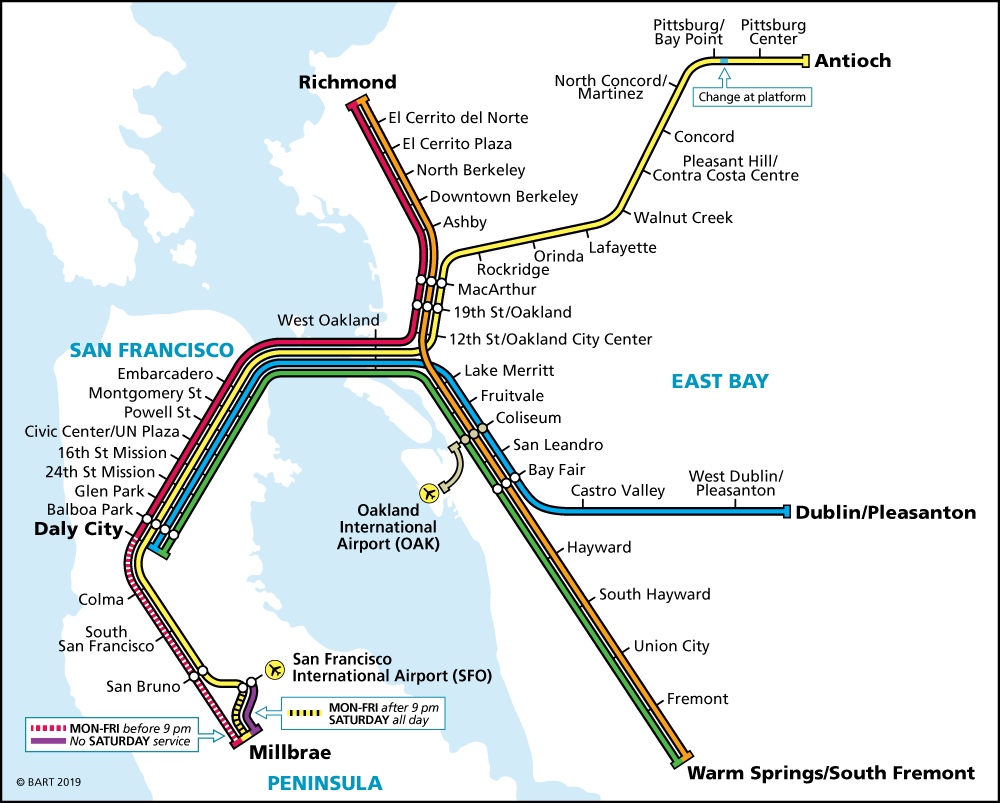 Pittsburg/
Bay Point
Pittsburg
Center
Antioch
Change at platform
North Concord/
Martinez
Concord
Pleasant Hill/
Contra Costa Centre
Walnut Creek
Lafayette
Orinda
Rockridge
Richmond
El Cerrito del Norte
El Cerrito Plaza
North Berkeley
Downtown Berkeley
Ashby
MacArthur
19th St/Oakland
12th St/Oakland City Center
West Oakland
SAN FRANCISCO
Embarcadero
Montgomery St
Powell St
Civic Center/UN Plaza
16th St Mission
24th St Mission
Glen Park
Balboa Park
Daly City
EAST BAY
Lake Merritt
Fruitvale
Coliseum
San Leandro
Bay Fair
Castro Valley
West Dublin/
Pleasanton
Dublin/Pleasanton
Oakland
International
Airport (OAK)
Hayward
South Hayward
Union City
Fremont
Warm Springs/South Fremont
Colma
South
San Francisco
San Bruno
San Francisco
International Airport (SFO)
MON-FRI after 9 pm
SATURDAY all day
MON-FRI before 9 pm
No SATURDAY service
Millbrae
PENINSULA
© BART 2019